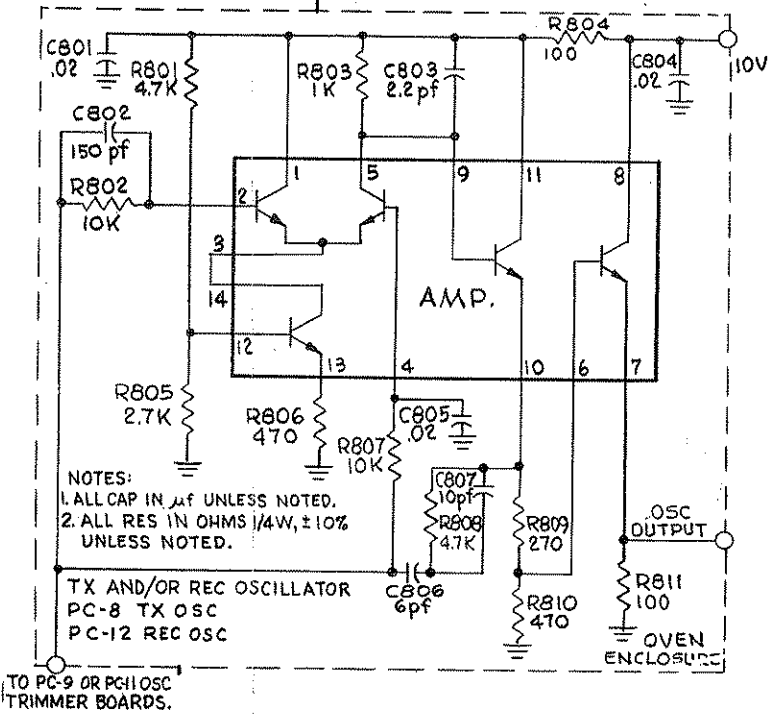 R804
100
10V
C801
.02
R801
4.7K
R803
1K
C803
2.2pf
C804
.02
C802
150 pf
R802
10K
1
5
9
11
8
2
3
14
12
AMP.
13
4
10
6
7
R805
2.7K
R806
470
R807
10K
C805
.02
C807
10pf
R808
4.7K
R809
270
OSC
OUTPUT
NOTES:
1. ALL CAP IN µf UNLESS NOTED.
2. ALL RES IN OHMS 1/4W, ±10%
UNLESS NOTED.
TX AND/OR REC OSCILLATOR
PC-8 TX OSC
PC-12 REC OSC
C806
6pf
R810
470
R811
100
OVEN
ENCLOSURE
TO PC-9 OR PC-11 OSC
TRIMMER BOARDS.